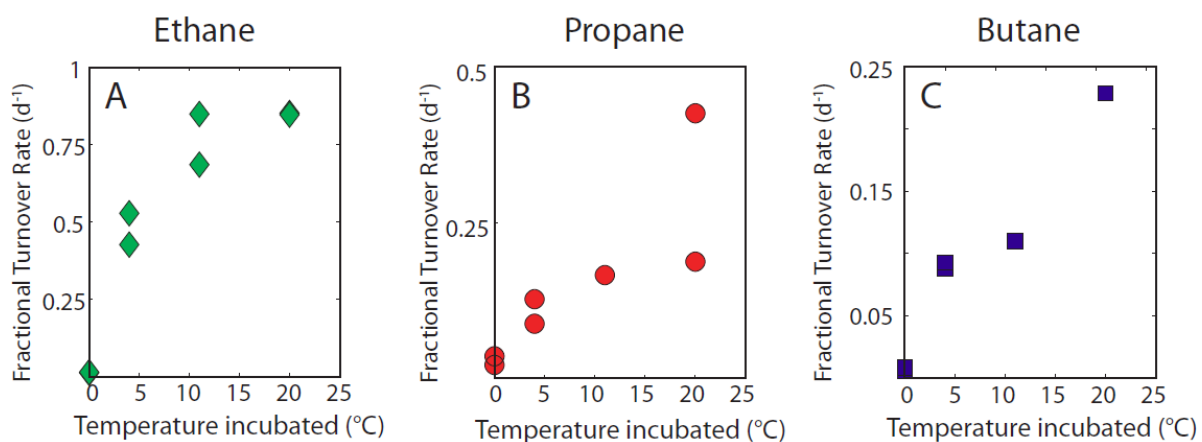 Ethane
Propane
Butane
A
B
C
Fractional Turnover Rate (d⁻¹)
1
0.75
0.5
0.25
0 5 10 15 20 25
Temperature incubated (°C)
Fractional Turnover Rate (d⁻¹)
0.5
0.25
0 5 10 15 20 25
Temperature incubated (°C)
Fractional Turnover Rate (d⁻¹)
0.25
0.15
0.05
0 5 10 15 20 25
Temperature incubated (°C)